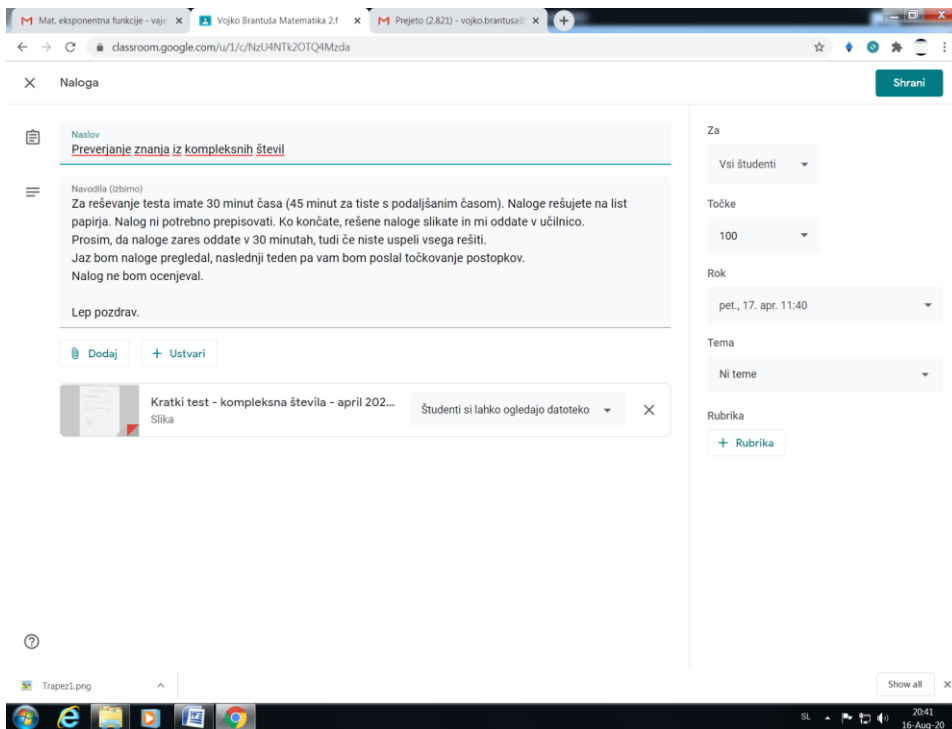 Mat. eksponentna funkcije - vaje
Vojko Brantuša Matematika 2.f
Prejeto (2.821) - vojko.brantusa@
classroom.google.com/u/1/c/NzU4NTk2OTQ4Mzda
Naloga
Shrani
Naslov
Preverjanje znanja iz kompleksnih števil
Navodila (izbirno)
Za reševanje testa imate 30 minut časa (45 minut za tiste s podaljšanim časom). Naloge rešujete na list
papirja. Nalog ni potrebno prepisovati. Ko končate, rešene naloge slikate in mi oddate v učilnico.
Prosim, da naloge zares oddate v 30 minutah, tudi če niste uspeli vsega rešiti.
Jaz bom naloge pregledal, naslednji teden pa vam bom poslal točkovanje postopkov.
Nalog ne bom ocenjeval.
Lep pozdrav.
Dodaj
+ Ustvari
Kratki test - kompleksna števila - april 202...
Slika
Študenti si lahko ogledajo datoteko
Za
Vsi študenti
Točke
100
Rok
pet., 17. apr. 11:40
Tema
Ni teme
Rubrika
+ Rubrika
Trapez1.png
Show all
SL
20:41
16-Aug-20